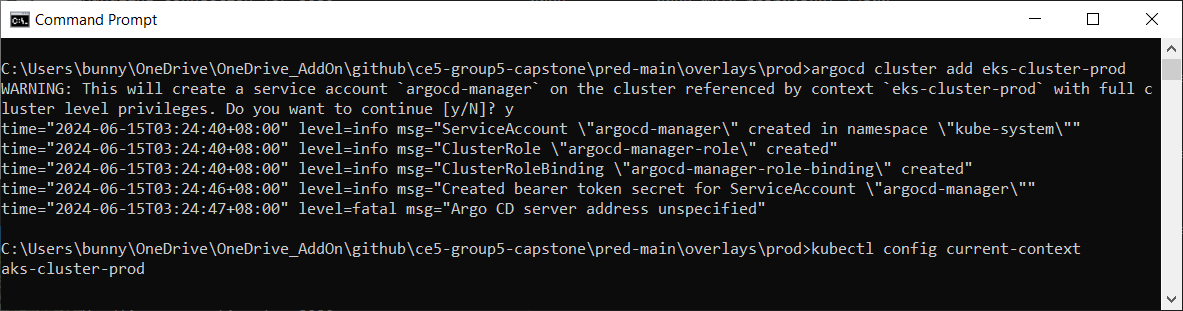 Command Prompt
C:\Users\bunny\OneDrive\OneDrive_AddOn\github\ce5-group5-capstone\pred-main\overlays\prod>argocd cluster add eks-cluster-prod
WARNING: This will create a service account `argocd-manager` on the cluster referenced by context `eks-cluster-prod` with full c
luster level privileges. Do you want to continue [y/N]? y
time="2024-06-15T03:24:40+08:00" level=info msg="ServiceAccount \"argocd-manager\" created in namespace \"kube-system\""
time="2024-06-15T03:24:40+08:00" level=info msg="ClusterRole \"argocd-manager-role\" created"
time="2024-06-15T03:24:40+08:00" level=info msg="ClusterRoleBinding \"argocd-manager-role-binding\" created"
time="2024-06-15T03:24:46+08:00" level=info msg="Created bearer token secret for ServiceAccount \"argocd-manager\""
time="2024-06-15T03:24:47+08:00" level=fatal msg="Argo CD server address unspecified"
C:\Users\bunny\OneDrive\OneDrive_AddOn\github\ce5-group5-capstone\pred-main\overlays\prod>kubectl config current-context
aks-cluster-prod